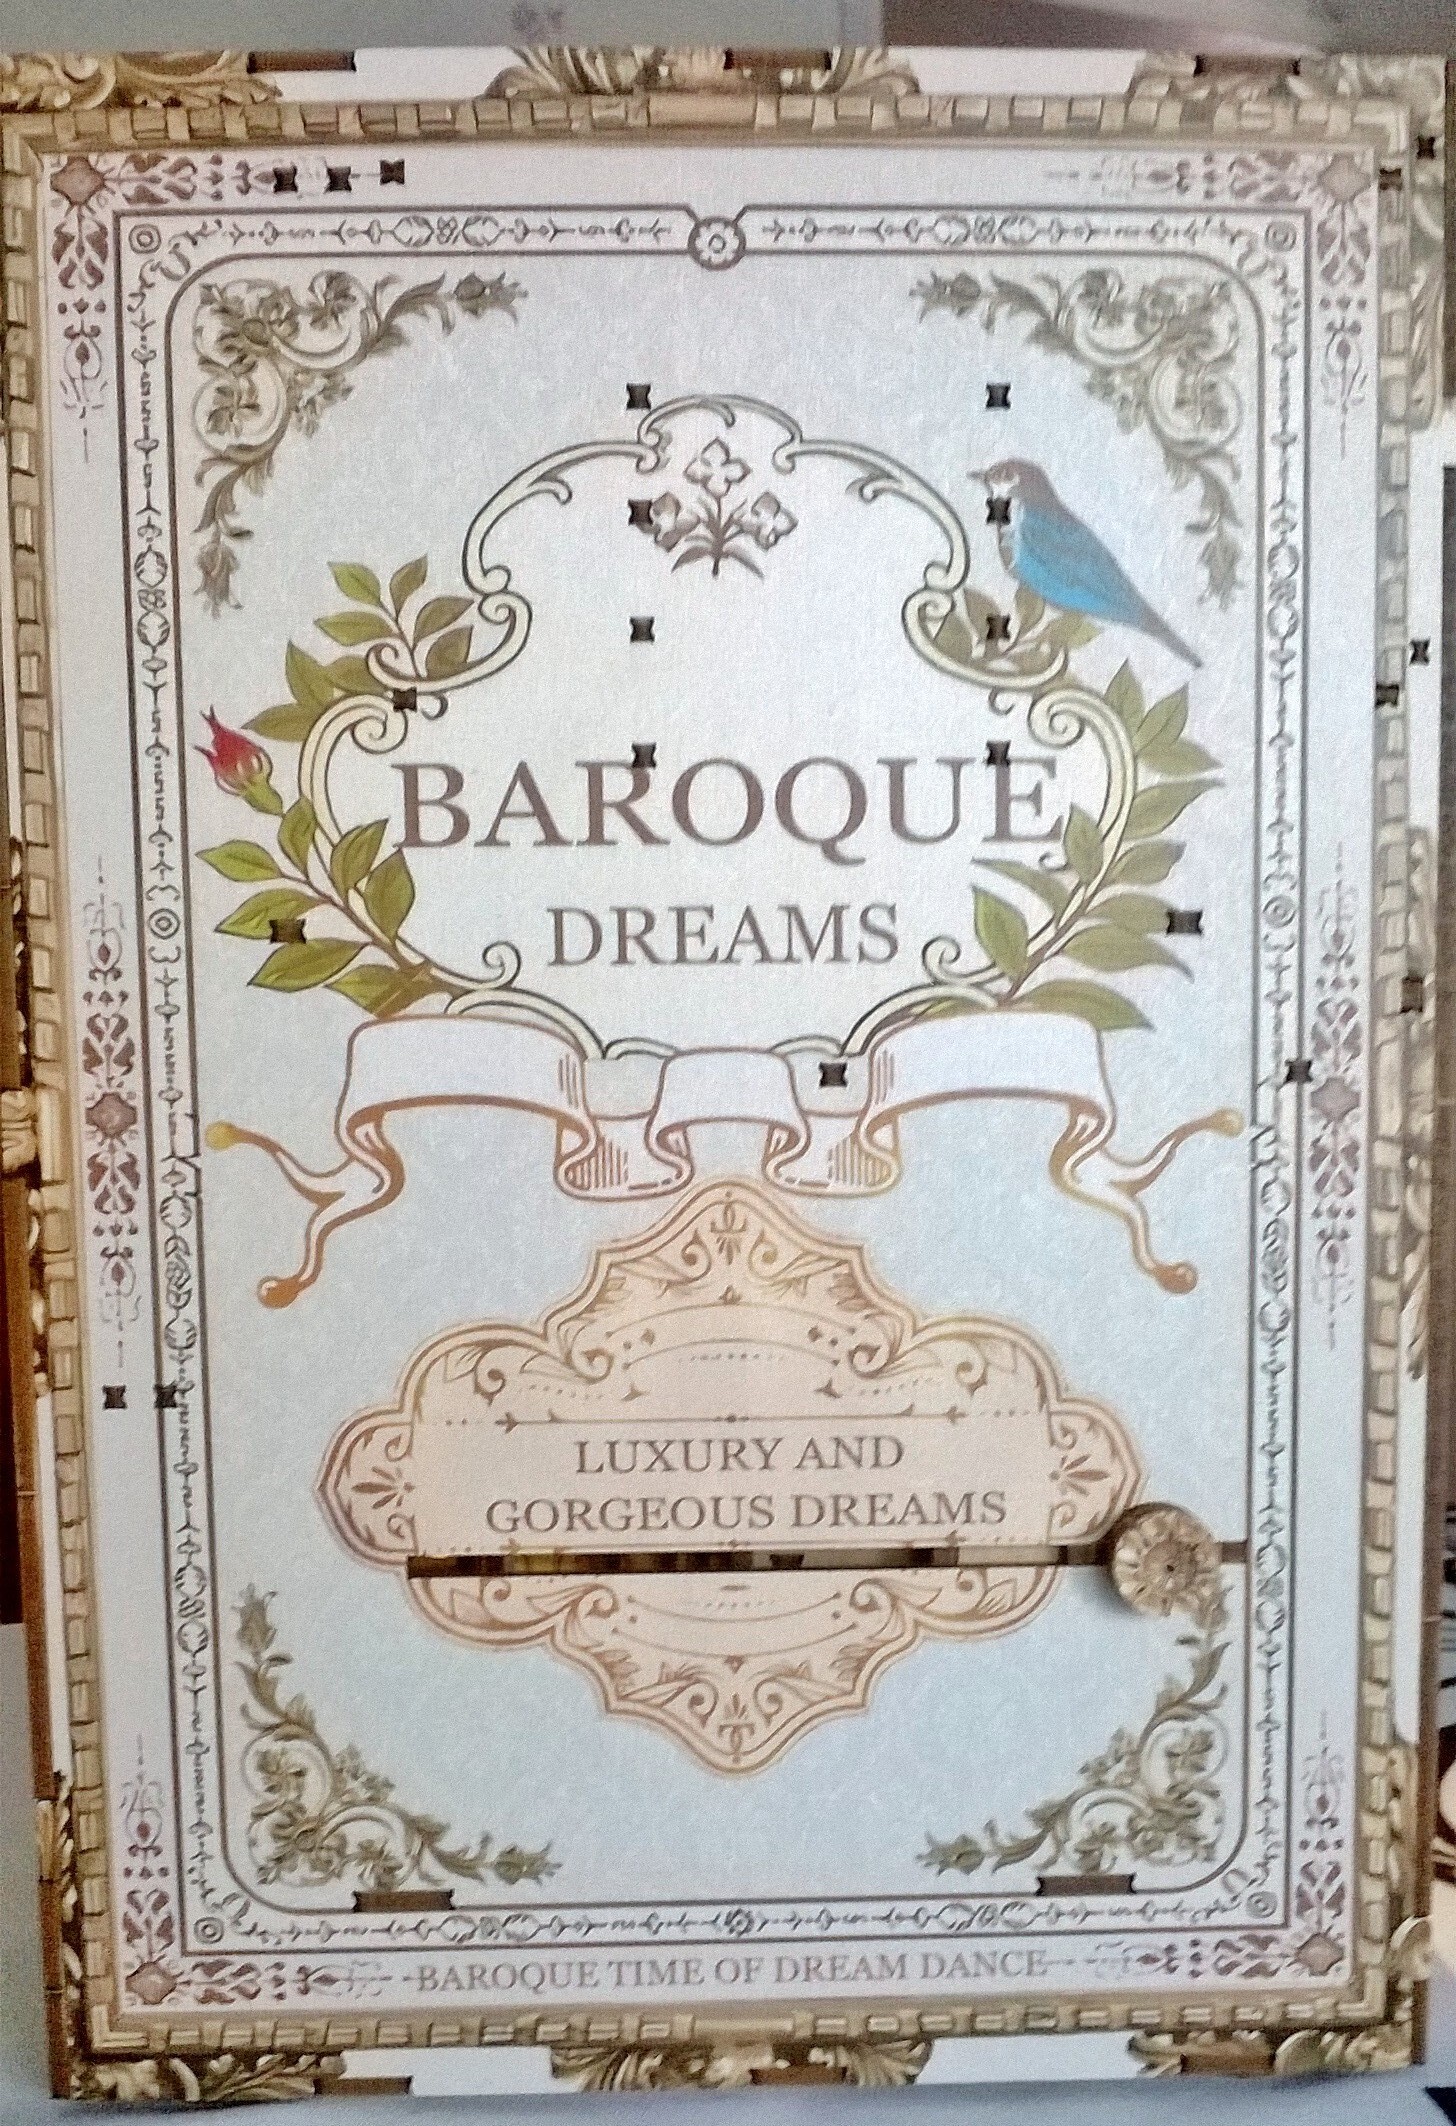 BAROQUE
DREAMS
LUXURY AND
GORGEOUS DREAMS
BAROQUE TIME OF DREAM DANCE